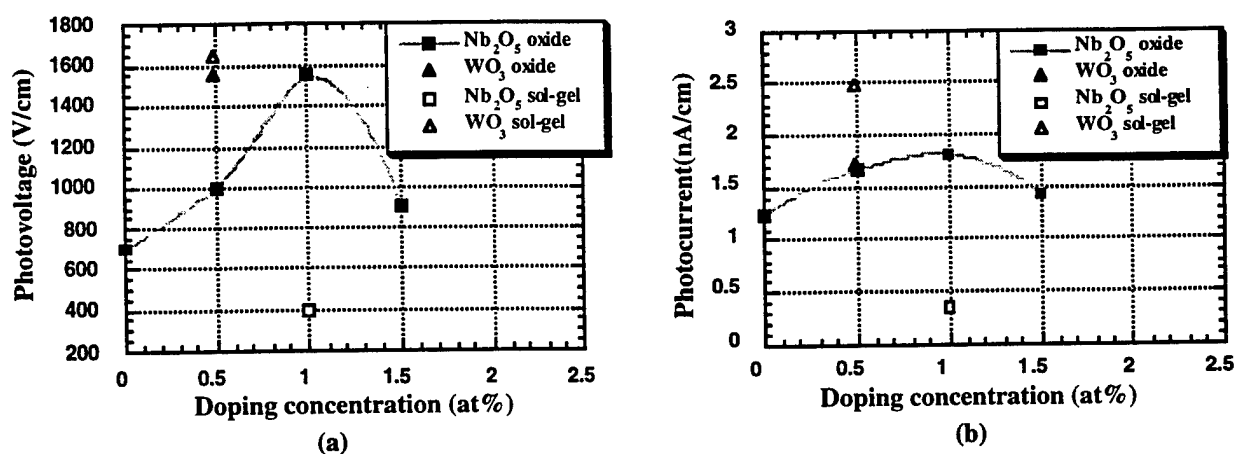 1800
1600
1400
1200
1000
800
600
400
200
Photovoltage (V/cm)
Nb₂O₅ oxide
WO₃ oxide
Nb₂O₅ sol-gel
WO₃ sol-gel
0 0.5 1 1.5 2 2.5
Doping concentration (at%)
(a)
3
2.5
2
1.5
1
0.5
0
Photocurrent(nA/cm)
Nb₂O₅ oxide
WO₃ oxide
Nb₂O₅ sol-gel
WO₃ sol-gel
0 0.5 1 1.5 2 2.5
Doping concentration (at%)
(b)